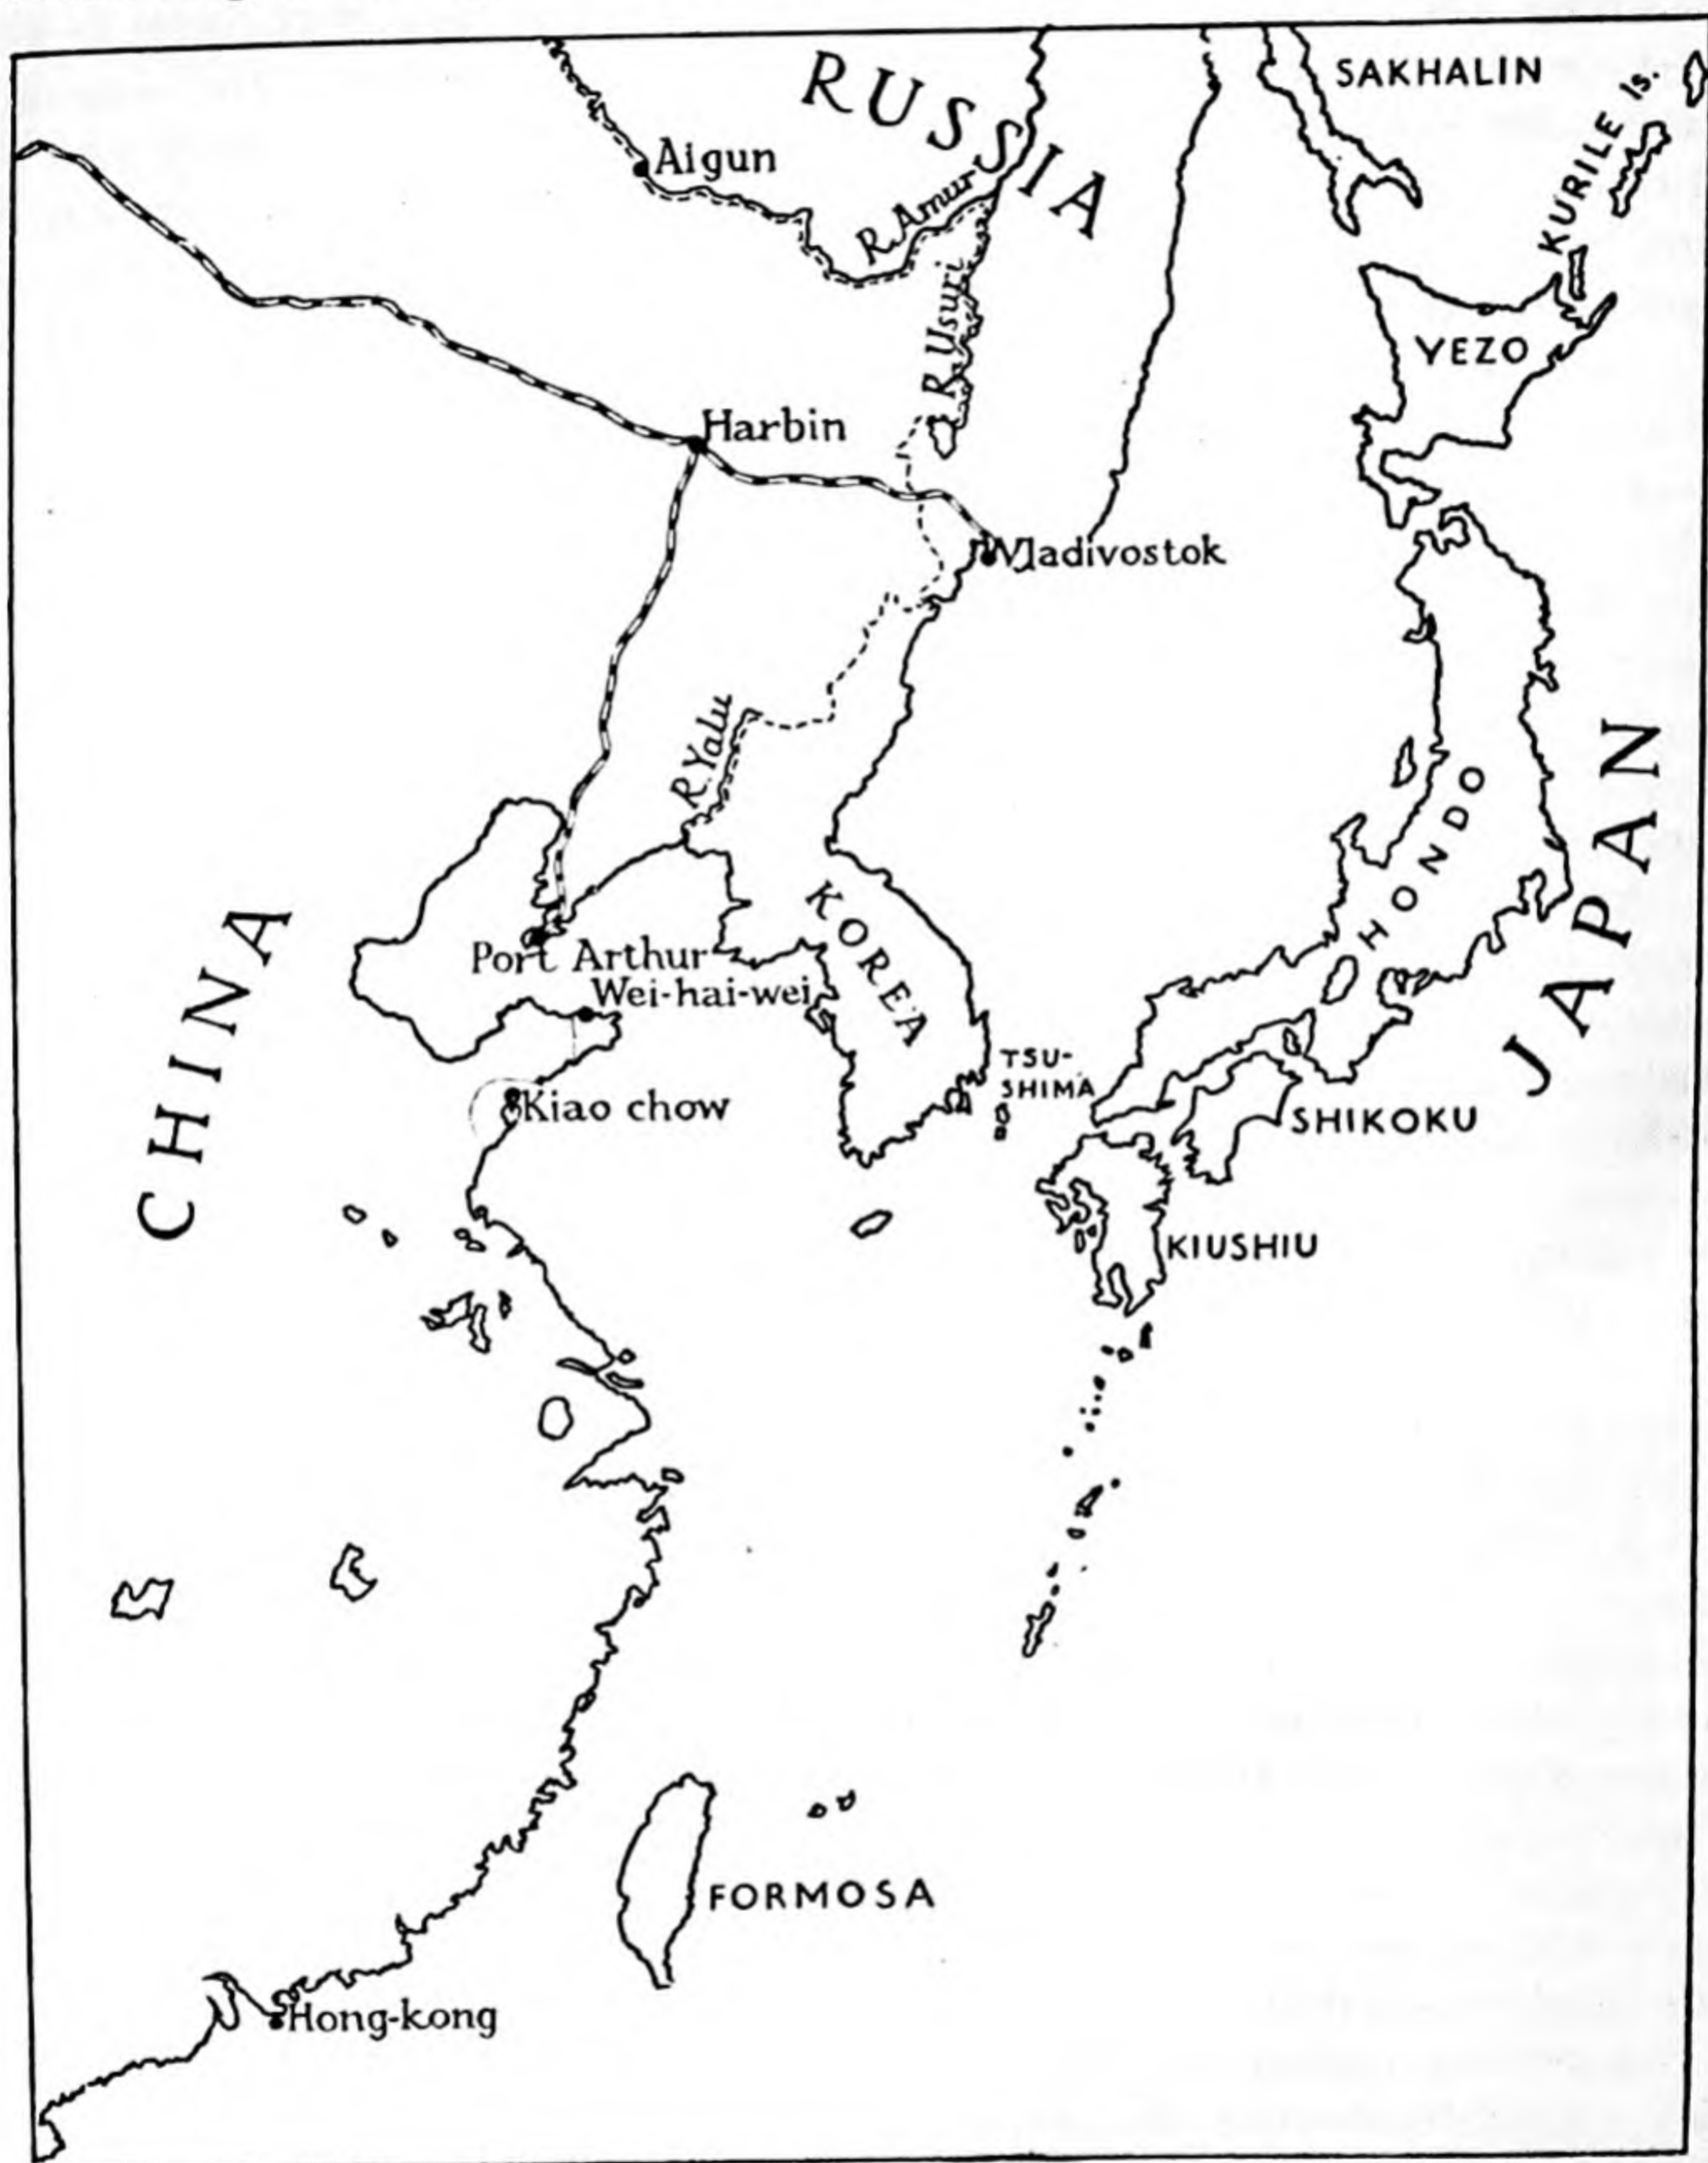 RUSSIA
SAKHALIN
KURILE Is.
Aigun
R. Amur
R. Usuri
YEZO
Harbin
Vladivostok
R. Yalu
JAPAN
HONDO
CHINA
KOREA
Port Arthur
Wei-hai-wei
TSU-
SHIMA
Kiao chow
SHIKOKU
KIUSHIU
FORMOSA
Hong-kong